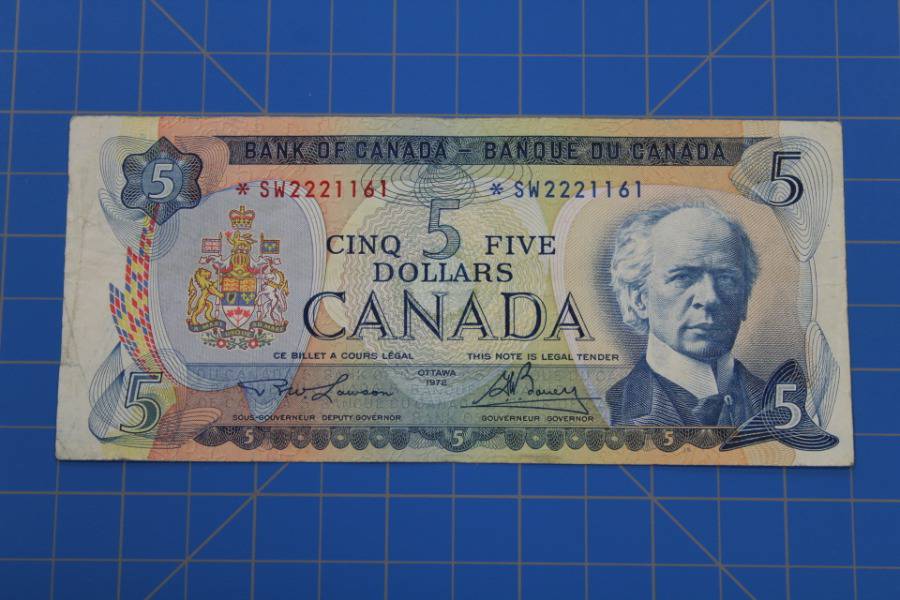 BANK OF CANADA – BANQUE DU CANADA
5
5
* SW2221161
* SW2221161
CINQ 5 FIVE
DOLLARS
CANADA
CE BILLET A COURS LÉGAL
THIS NOTE IS LEGAL TENDER
OTTAWA
1972
SOUS-GOUVERNEUR DEPUTY-GOVERNOR
GOUVERNEUR GOVERNOR
5
5
5
5
5